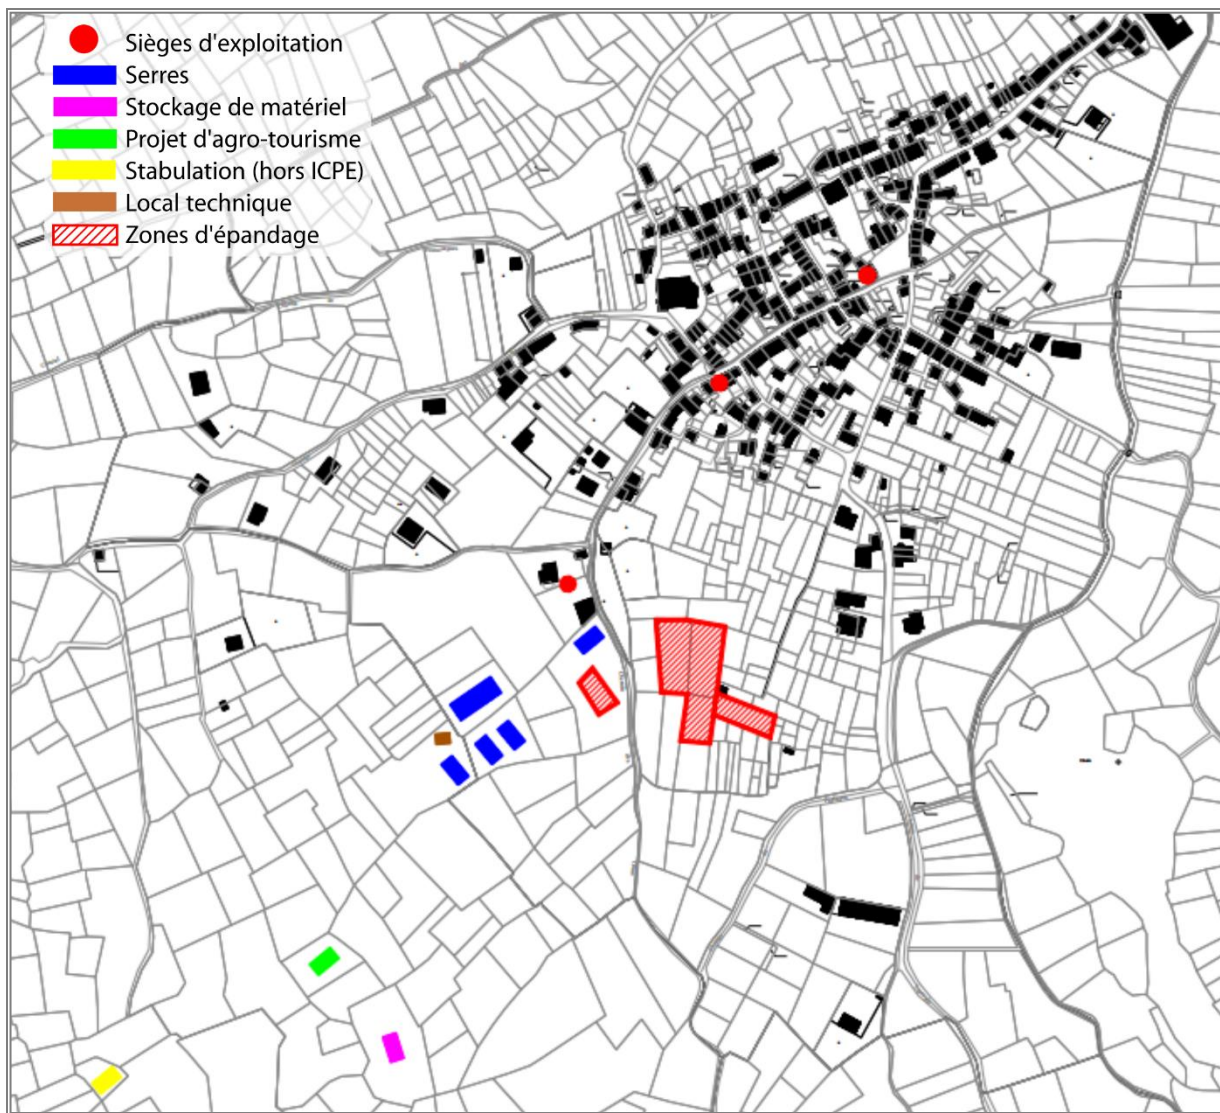 Sièges d'exploitation
Serres
Stockage de matériel
Projet d'agro-tourisme
Stabulation (hors ICPE)
Local technique
Zones d'épandage